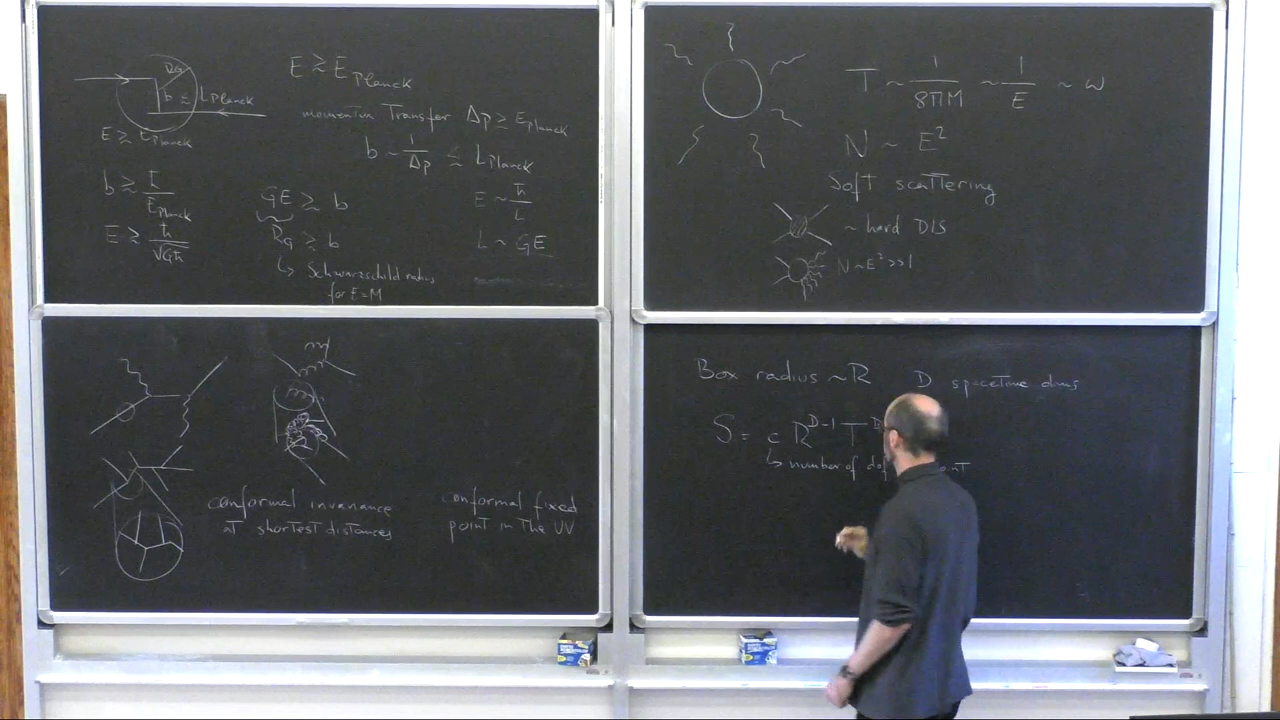 R_G
b ≲ L_Planck
E ≳ E_Planck
b ≳ ħ/E_Planck
E ≳ ħ/√Għ
E ≳ E_Planck
momentum Transfer Δp ≥ E_Planck
b ~ 1/Δp ≲ L_Planck
GE ≳ b
R_G ≳ b
↳ Schwarzschild radius
for E = M
E ~ ħ/L
L ~ GE
conformal invariance
at shortest distances
conformal fixed
point in the UV
T ~ 1/8πM ~ 1/E ~ ω
N ~ E²
Soft scattering
~ hard DIS
N ~ E² >> 1
Box radius ~ R D spacetime dims
S = c R^{D-1} T
↳ number of